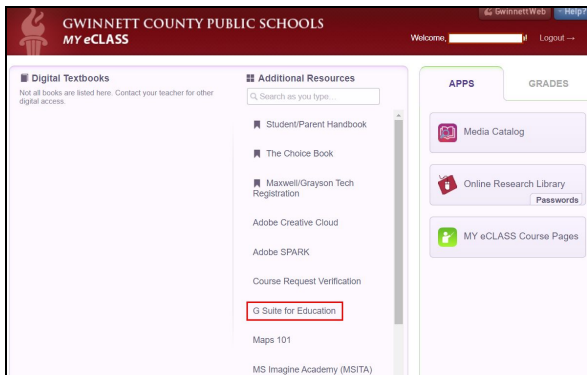 GWINNETT COUNTY PUBLIC SCHOOLS
MY eCLASS
GwinnettWeb
Help?
Welcome,
Logout →
Digital Textbooks
Not all books are listed here. Contact your teacher for other
digital access.
Additional Resources
Search as you type...
Student/Parent Handbook
The Choice Book
Maxwell/Grayson Tech
Registration
Adobe Creative Cloud
Adobe SPARK
Course Request Verification
G Suite for Education
Maps 101
MS Imagine Academy (MSITA)
APPS
GRADES
Media Catalog
Online Research Library
Passwords
MY eCLASS Course Pages